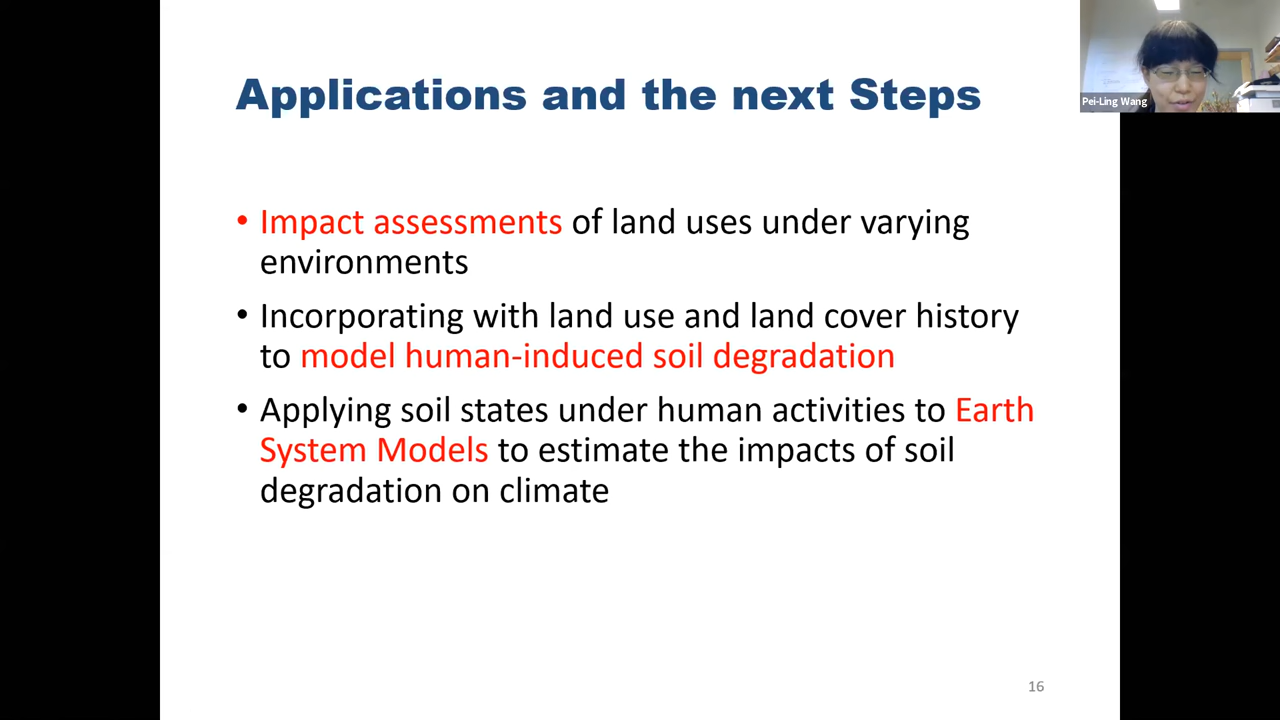 Applications and the next Steps
Pei-Ling Wang
• Impact assessments of land uses under varying
environments
• Incorporating with land use and land cover history
to model human-induced soil degradation
• Applying soil states under human activities to Earth
System Models to estimate the impacts of soil
degradation on climate
16